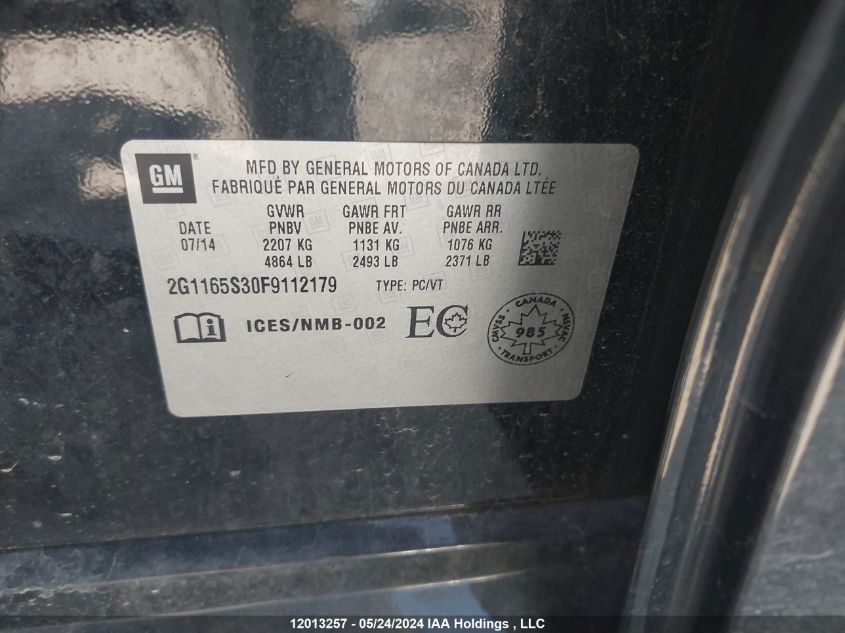 GM ®
MFD BY GENERAL MOTORS OF CANADA LTD.
FABRIQUÉ PAR GENERAL MOTORS DU CANADA LTÉE
GVWR GAWR FRT GAWR RR
DATE PNBV PNBE AV. PNBE ARR.
07/14 2207 KG 1131 KG 1076 KG
4864 LB 2493 LB 2371 LB
2G1165S30F9112179 TYPE: PC/VT
ICES/NMB-002 EC
CANADA
CMVSS 985 NSVAC
TRANSPORT
12013257 - 05/24/2024 IAA Holdings , LLC